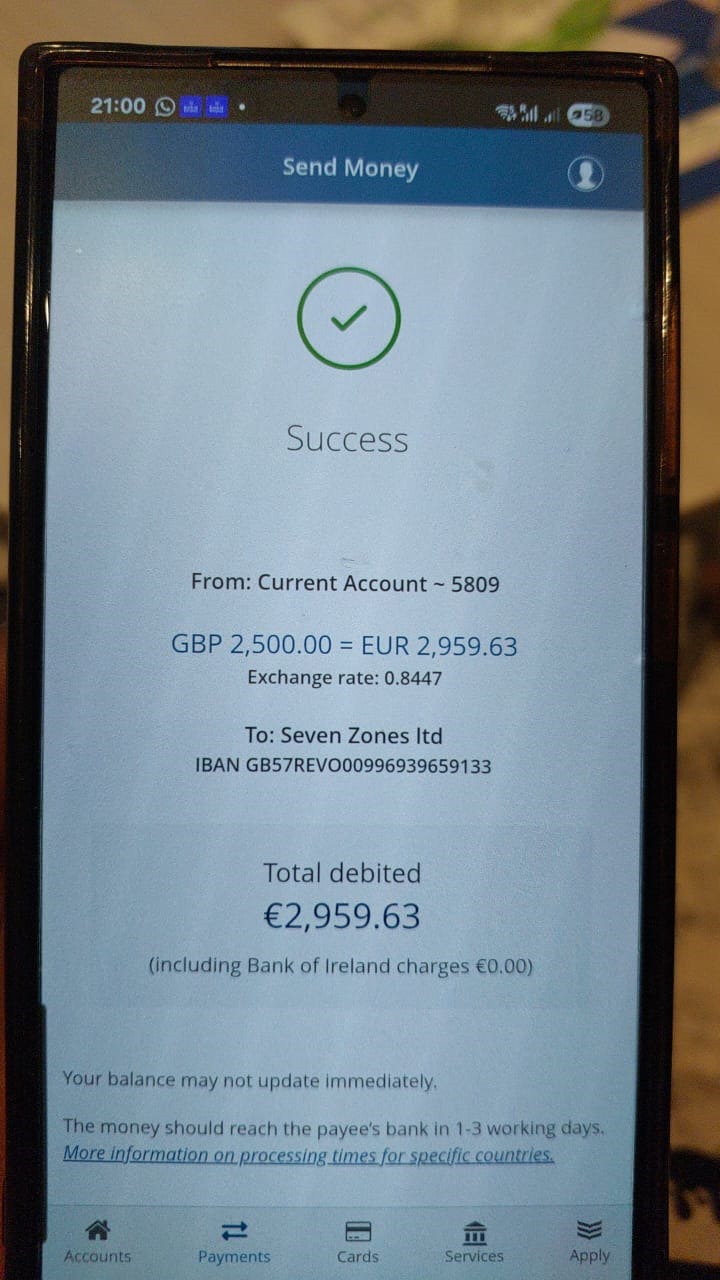 21:00
58
Send Money
Success
From: Current Account ~ 5809
GBP 2,500.00 = EUR 2,959.63
Exchange rate: 0.8447
To: Seven Zones ltd
IBAN GB57REVO00996939659133
Total debited
€2,959.63
(including Bank of Ireland charges €0.00)
Your balance may not update immediately.
The money should reach the payee's bank in 1-3 working days.
More information on processing times for specific countries.
Accounts Payments Cards Services Apply